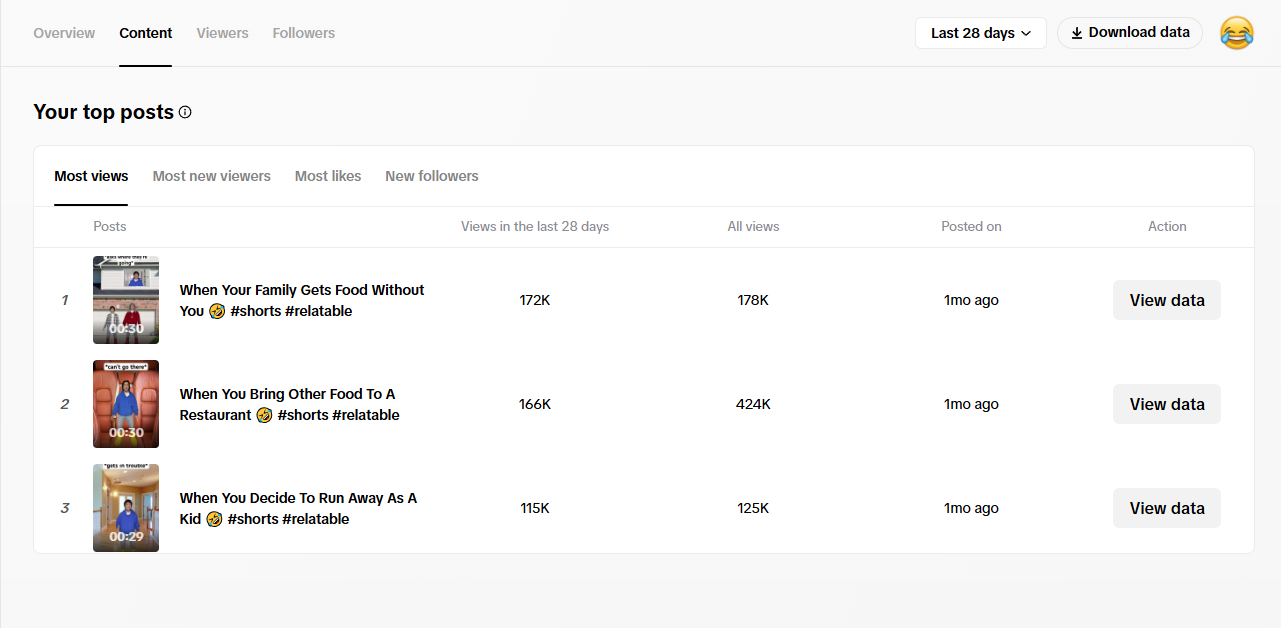 Overview Content Viewers Followers Last 28 days Download data
Your top posts
Most views Most new viewers Most likes New followers
Posts Views in the last 28 days All views Posted on Action
*asks where they're
going*
00:30
1 When Your Family Gets Food Without
You 🤣 #shorts #relatable
172K 178K 1mo ago View data
*can't go there*
00:30
2 When You Bring Other Food To A
Restaurant 🤣 #shorts #relatable
166K 424K 1mo ago View data
*gets in trouble*
00:29
3 When You Decide To Run Away As A
Kid 🤣 #shorts #relatable
115K 125K 1mo ago View data